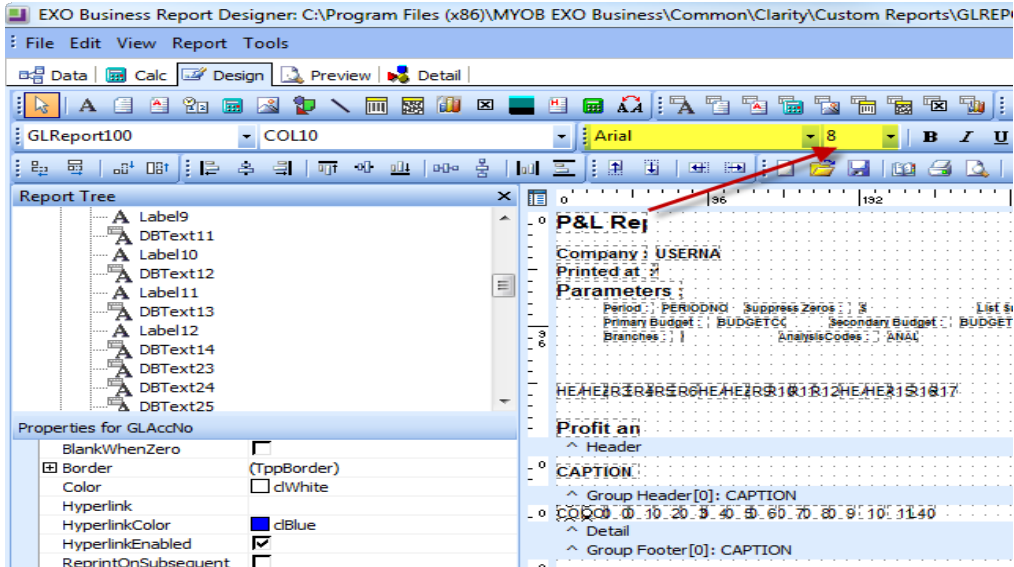 EXO Business Report Designer: C:\Program Files (x86)\MYOB EXO Business\Common\Clarity\Custom Reports\GLREP
File Edit View Report Tools
Data Calc Design Preview Detail
GLReport100 COL10 Arial 8 B I U
Report Tree
0 96 192
Label9
DBText11
Label10
DBText12
Label11
DBText13
Label12
DBText14
DBText23
DBText24
DBText25
P&L Rep
Company : USERNA
Printed at :
Parameters :
Period : PERIODNO Suppress Zeros : S List S
Primary Budget : BUDGETCC Secondary Budget : BUDGET
Branches : AnalysisCodes : ANAL
Profit an
^ Header
CAPTION
^ Group Header[0]: CAPTION
^ Detail
^ Group Footer[0]: CAPTION
Properties for GLAccNo
BlankWhenZero
Border (TppBorder)
Color clWhite
Hyperlink
HyperlinkColor clBlue
HyperlinkEnabled
ReprintOnSubsequent